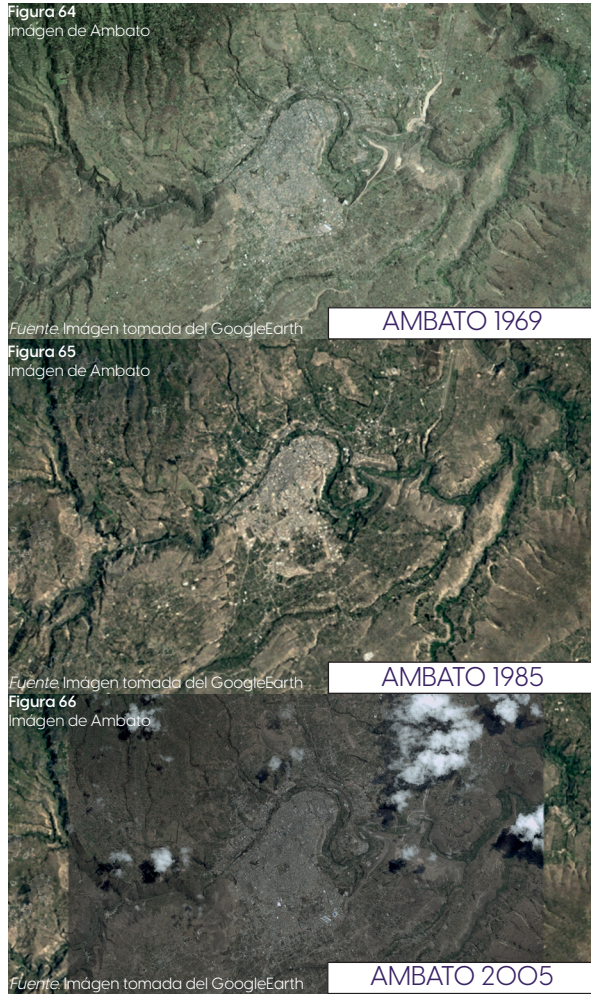 Figura 64
Imágen de Ambato
Fuente. Imágen tomada del GoogleEarth
AMBATO 1969
Figura 65
Imágen de Ambato
Fuente. Imágen tomada del GoogleEarth
AMBATO 1985
Figura 66
Imágen de Ambato
Fuente. Imágen tomada del GoogleEarth
AMBATO 2005